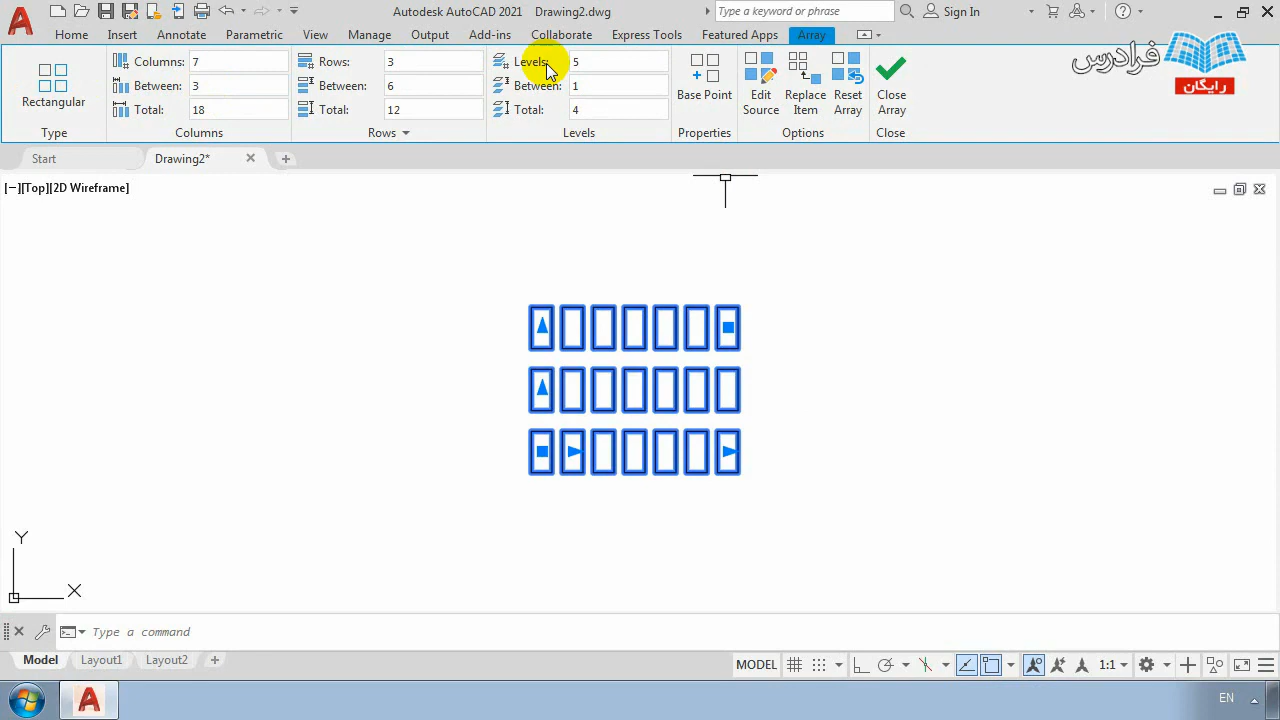 Autodesk AutoCAD 2021 Drawing2.dwg
Type a keyword or phrase
Sign In
Home Insert Annotate Parametric View Manage Output Add-ins Collaborate Express Tools Featured Apps Array
Columns: 7
Between: 3
Total: 18
Columns
Rows: 3
Between: 6
Total: 12
Rows
Levels: 5
Between: 1
Total: 4
Levels
Rectangular
Type
Base Point
Properties
Edit Source
Replace Item
Reset Array
Options
Close Array
Close
فرادرس
رایگان
Start
Drawing2*
[−][Top][2D Wireframe]
Y
X
Type a command
Model Layout1 Layout2
MODEL
1:1
EN